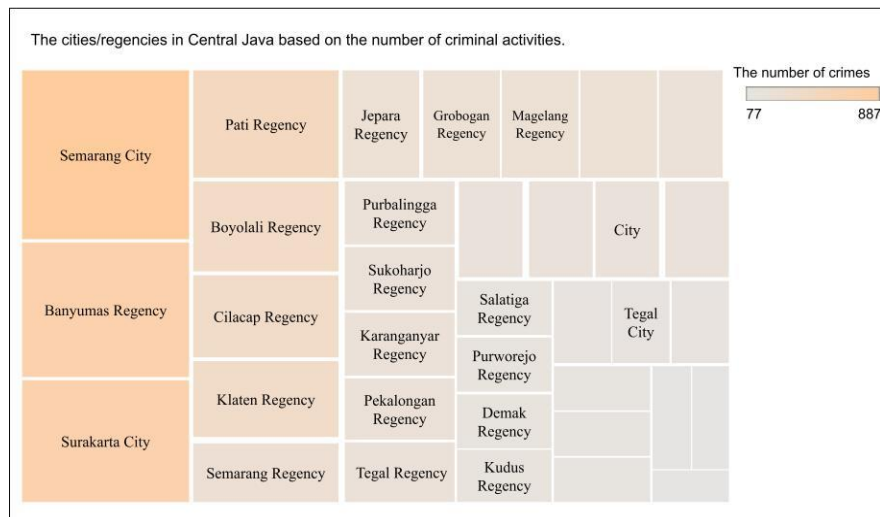 The cities/regencies in Central Java based on the number of criminal activities.
The number of crimes
77 887
Semarang City
Banyumas Regency
Surakarta City
Pati Regency
Boyolali Regency
Cilacap Regency
Klaten Regency
Semarang Regency
Jepara
Regency
Grobogan
Regency
Magelang
Regency
Purbalingga
Regency
Sukoharjo
Regency
Karanganyar
Regency
Pekalongan
Regency
Tegal Regency
City
Salatiga
Regency
Purworejo
Regency
Demak
Regency
Kudus
Regency
Tegal
City